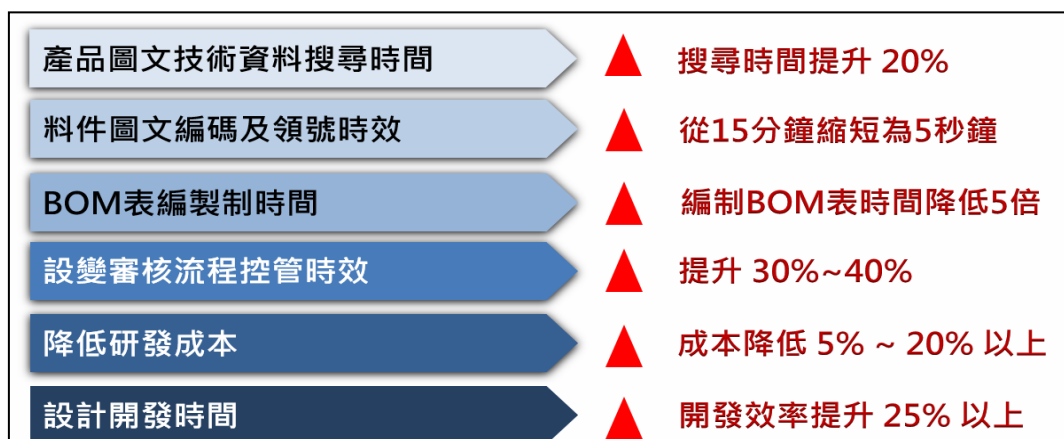 產品圖文技術資料搜尋時間 搜尋時間提升 20%
料件圖文編碼及領號時效 從15分鐘縮短為5秒鐘
BOM表編製制時間 編制BOM表時間降低5倍
設變審核流程控管時效 提升 30%~40%
降低研發成本 成本降低 5% ~ 20% 以上
設計開發時間 開發效率提升 25% 以上